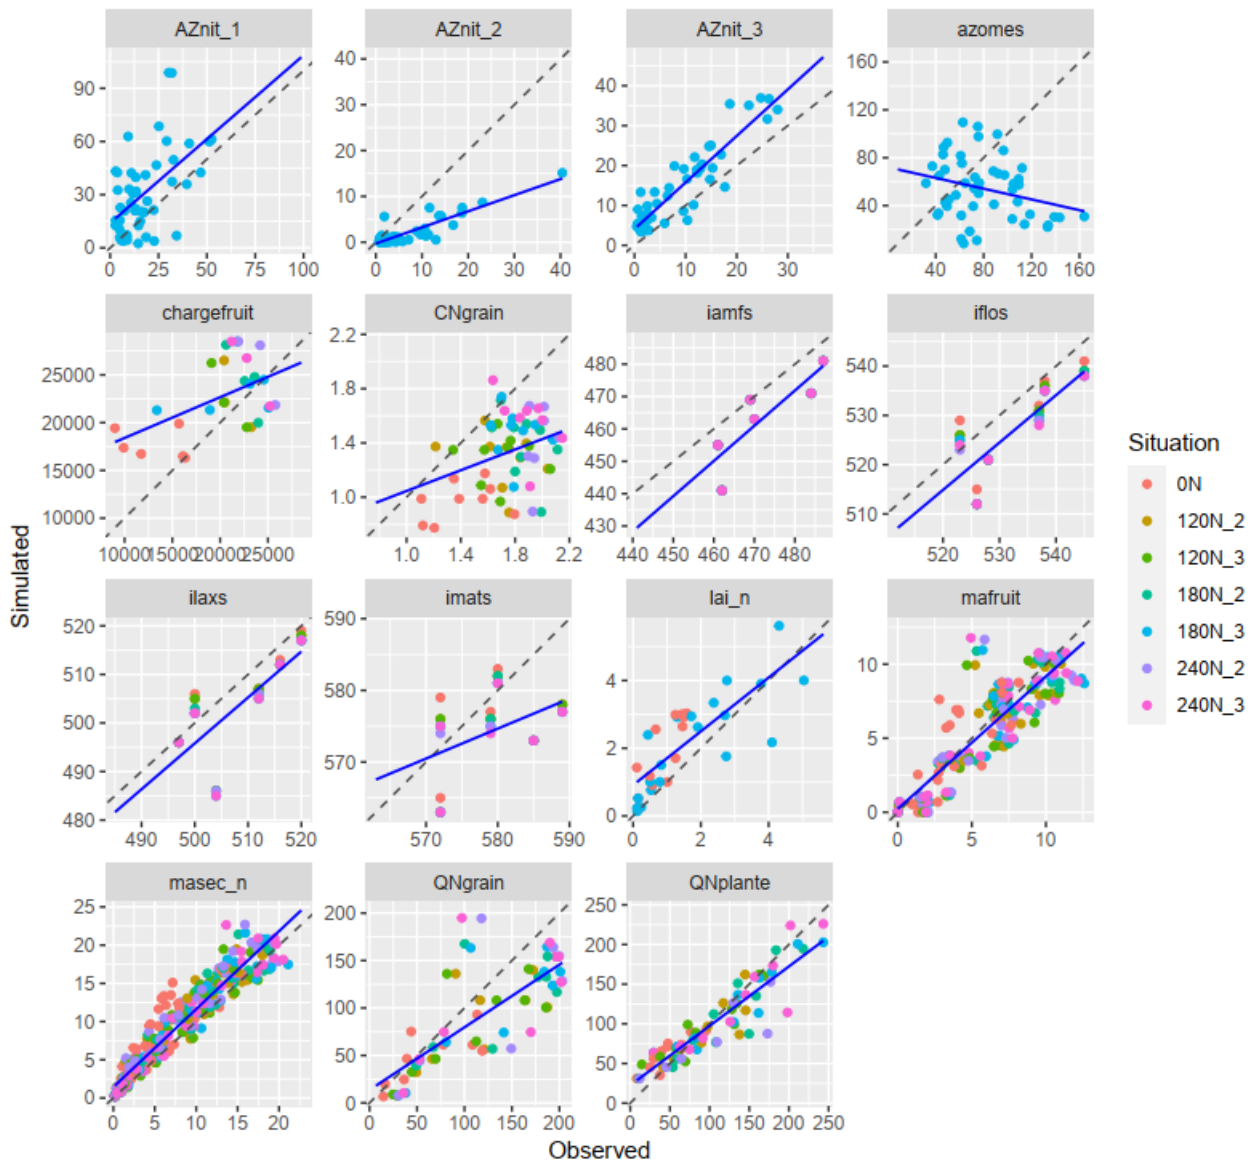 AZnit_1 AZnit_2 AZnit_3 azomes
90 60 30 0
0 25 50 75 100
40 30 20 10 0
0 10 20 30 40
40 30 20 10 0
0 10 20 30
160 120 80 40
40 80 120 160
chargefruit CNgrain iamfs iflos
25000 20000 15000 10000
10000 15000 20000 25000
2.2 1.8 1.4 1.0
1.0 1.4 1.8 2.2
480 470 460 450 440 430
440 450 460 470 480
540 530 520 510
520 530 540
ilaxs imats lai_n mafruit
520 510 500 490 480
490 500 510 520
590 580 570
570 580 590
4 2 0
0 2 4
10 5 0
0 5 10
masec_n QNgrain QNplante
25 20 15 10 5 0
0 5 10 15 20
200 150 100 50 0
0 50 100 150 200
250 200 150 100 50 0
0 50 100 150 200 250
Simulated
Observed
Situation
0N
120N_2
120N_3
180N_2
180N_3
240N_2
240N_3